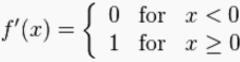 f′(x) = { 0 for x < 0
1 for x ≥ 0